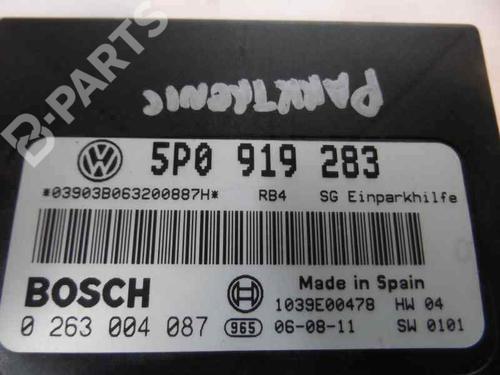 B-PARTS
PARKTRONIC
VW 5P0 919 283
*03903B063200887H* RB4 SG Einparkhilfe
BOSCH Made in Spain
1039E00478 HW 04
0 263 004 087 965 06-08-11 SW 0101